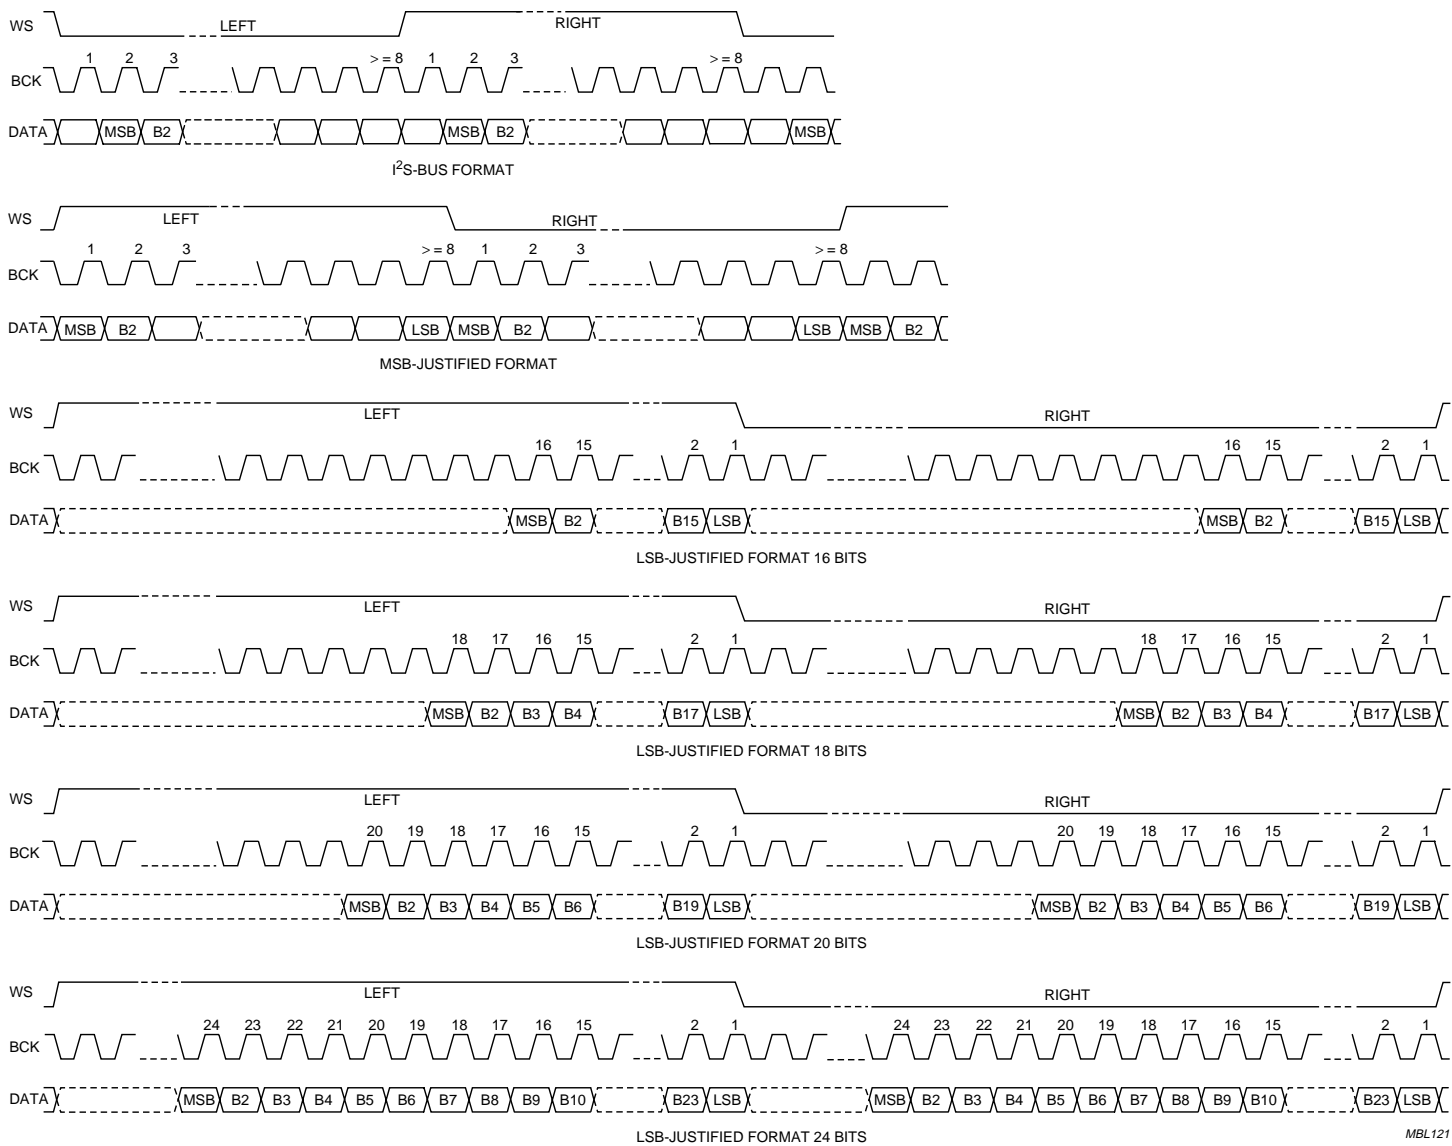 WS LEFT RIGHT
1 2 3 > = 8 1 2 3 > = 8
BCK
DATA MSB B2 MSB B2 MSB
I²S-BUS FORMAT
WS LEFT RIGHT
1 2 3 > = 8 1 2 3 > = 8
BCK
DATA MSB B2 LSB MSB B2 LSB MSB B2
MSB-JUSTIFIED FORMAT
WS LEFT RIGHT
16 15 2 1 16 15 2 1
BCK
DATA MSB B2 B15 LSB MSB B2 B15 LSB
LSB-JUSTIFIED FORMAT 16 BITS
WS LEFT RIGHT
18 17 16 15 2 1 18 17 16 15 2 1
BCK
DATA MSB B2 B3 B4 B17 LSB MSB B2 B3 B4 B17 LSB
LSB-JUSTIFIED FORMAT 18 BITS
WS LEFT RIGHT
20 19 18 17 16 15 2 1 20 19 18 17 16 15 2 1
BCK
DATA MSB B2 B3 B4 B5 B6 B19 LSB MSB B2 B3 B4 B5 B6 B19 LSB
LSB-JUSTIFIED FORMAT 20 BITS
WS LEFT RIGHT
24 23 22 21 20 19 18 17 16 15 2 1 24 23 22 21 20 19 18 17 16 15 2 1
BCK
DATA MSB B2 B3 B4 B5 B6 B7 B8 B9 B10 B23 LSB MSB B2 B3 B4 B5 B6 B7 B8 B9 B10 B23 LSB
LSB-JUSTIFIED FORMAT 24 BITS
MBL121